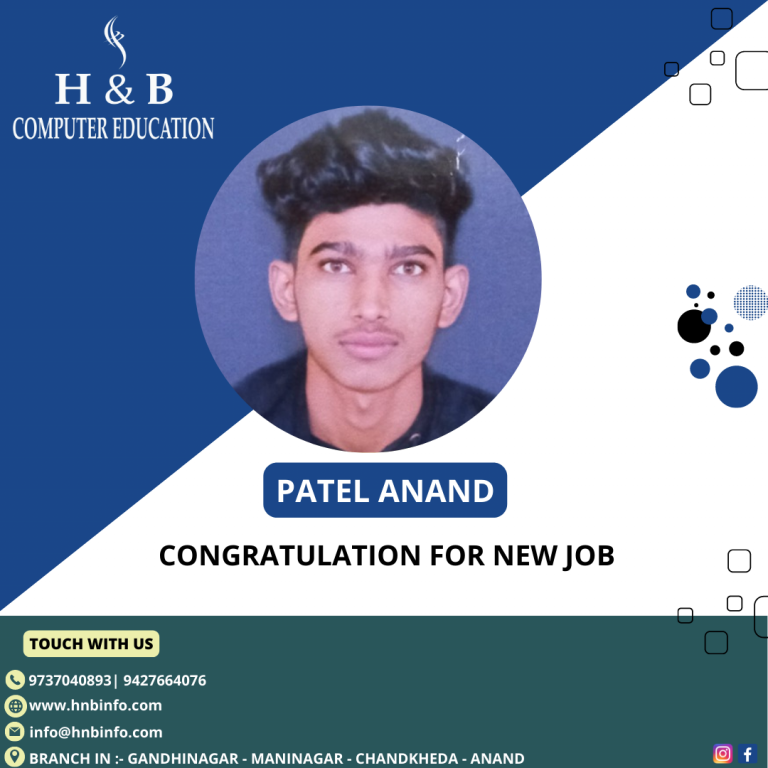 H & B
COMPUTER EDUCATION
PATEL ANAND
CONGRATULATION FOR NEW JOB
TOUCH WITH US
9737040893| 9427664076
www.hnbinfo.com
info@hnbinfo.com
BRANCH IN :- GANDHINAGAR - MANINAGAR - CHANDKHEDA - ANAND